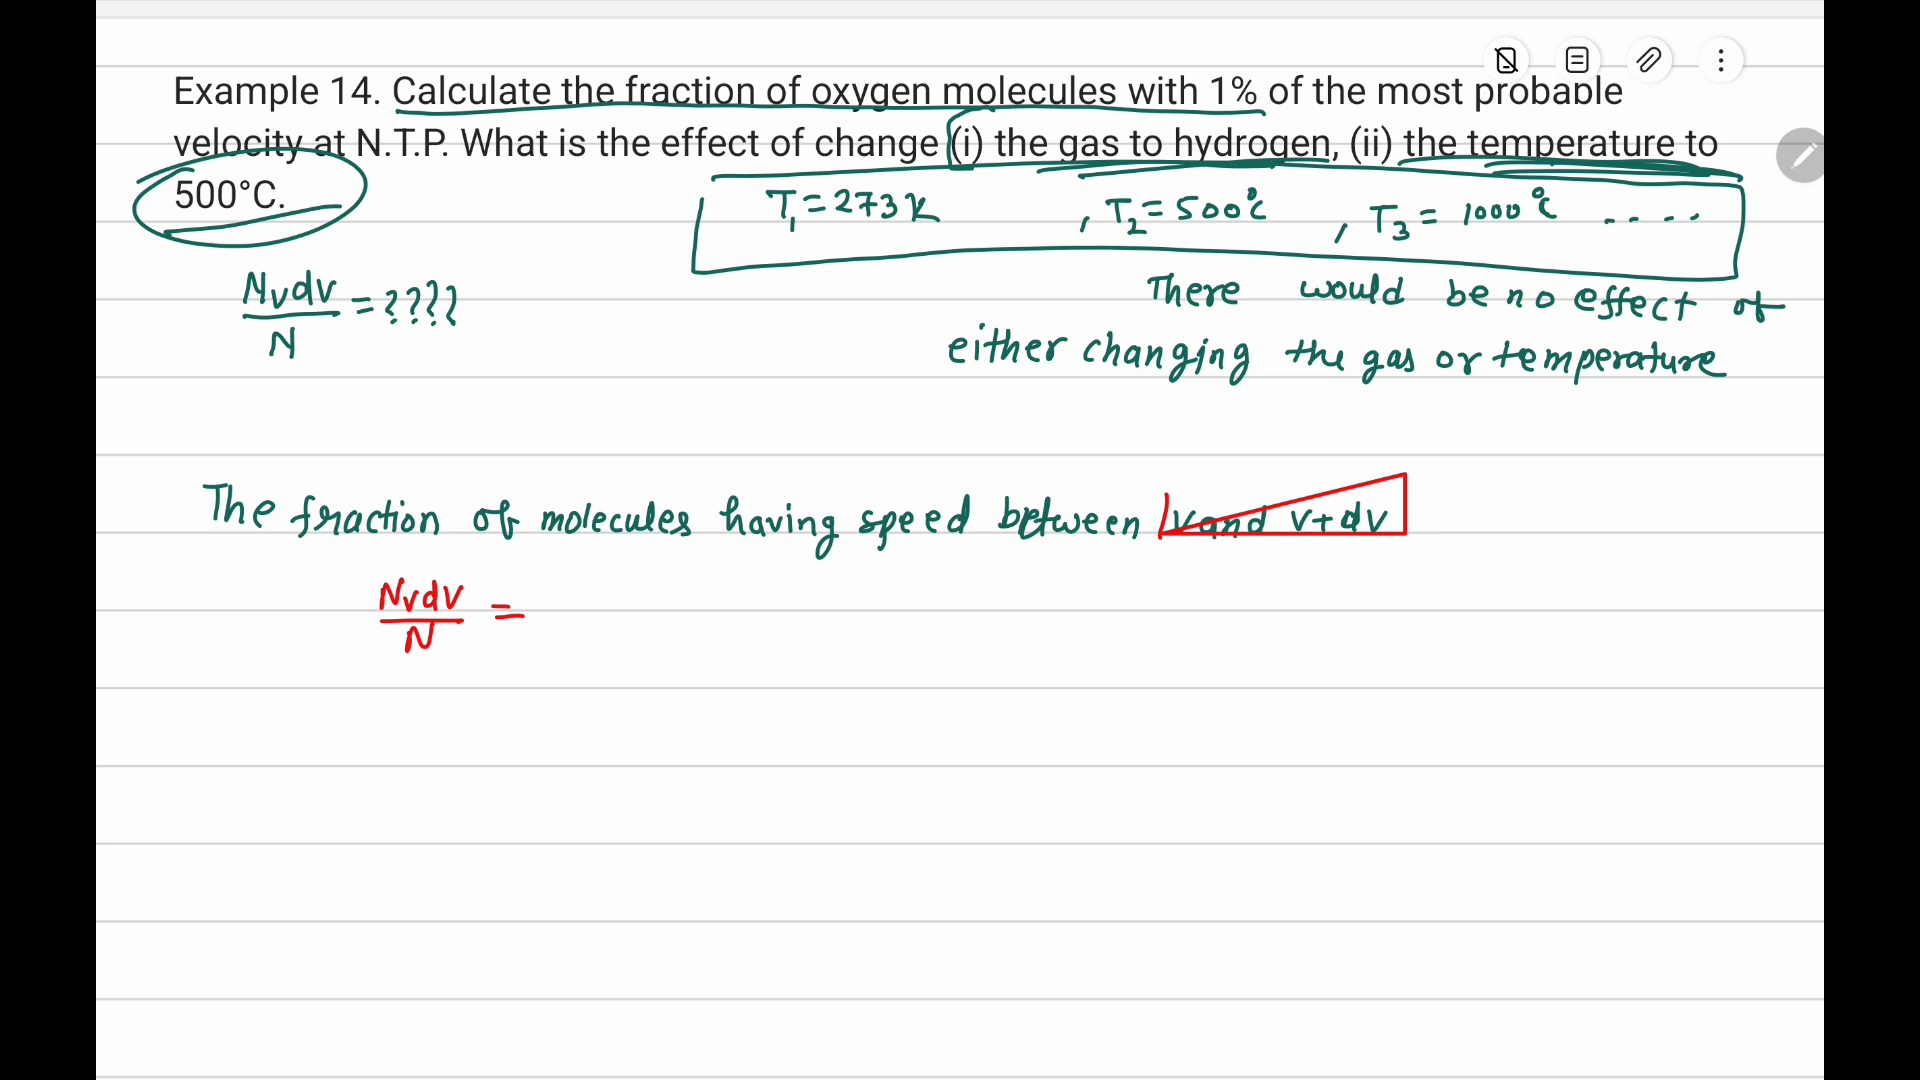 Example 14. Calculate the fraction of oxygen molecules with 1% of the most probable
velocity at N.T.P. What is the effect of change (i) the gas to hydrogen, (ii) the temperature to
500°C.
T₁ = 273 K , T₂ = 500°C , T₃ = 1000°C .....
Nᵥdv/N = ????
There would be no effect of
either changing the gas or temperature
The fraction of molecules having speed between v and v+dv
Nᵥdv/N =